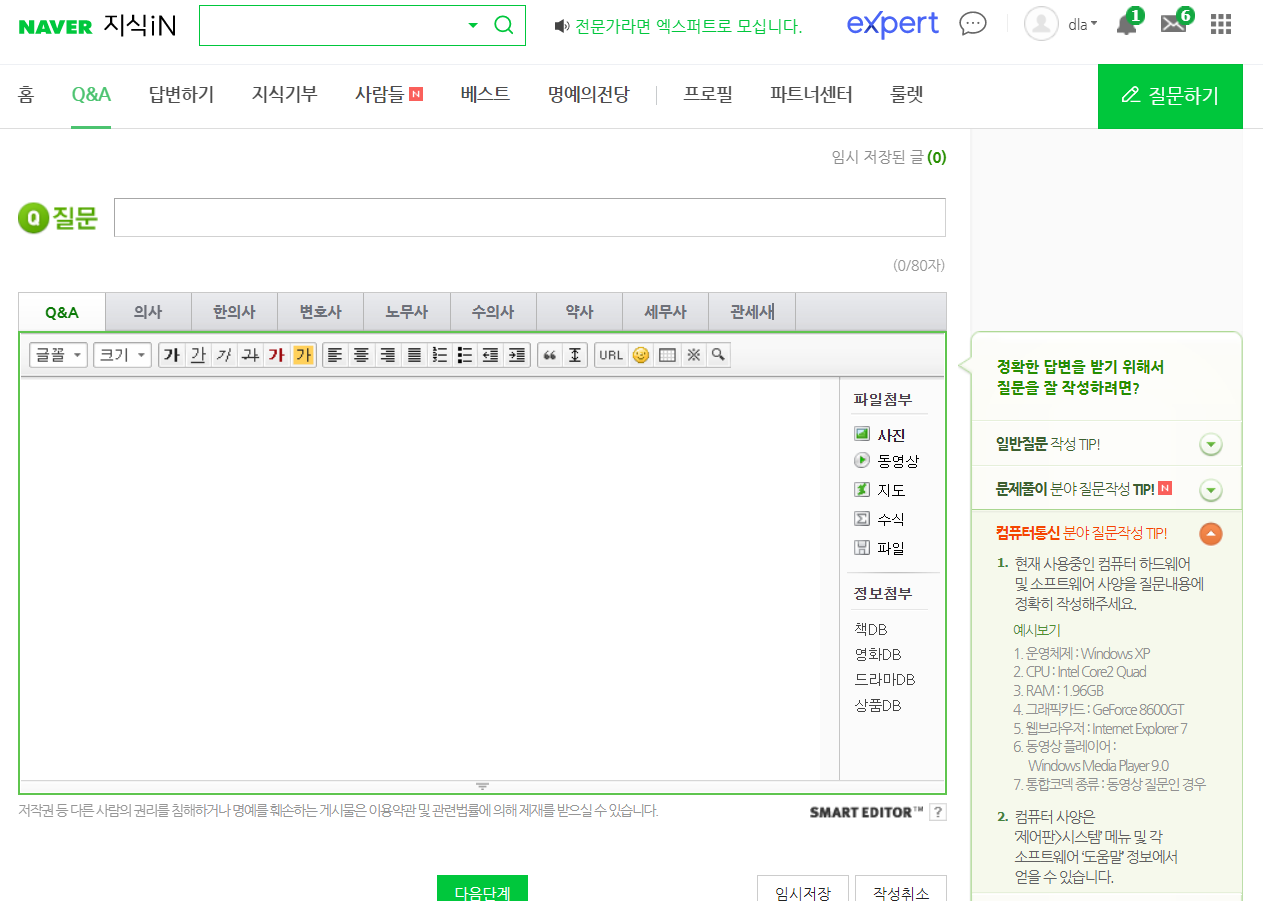 NAVER 지식iN
전문가라면 엑스퍼트로 모십니다.
expert
dla
1
6
홈 Q&A 답변하기 지식기부 사람들 N 베스트 명예의전당 프로필 파트너센터 룰렛
질문하기
임시 저장된 글 (0)
Q 질문
(0/80자)
Q&A 의사 한의사 변호사 노무사 수의사 약사 세무사 관세사
글꼴 크기 가 가 가 가 가 가 URL ※
파일첨부
사진
동영상
지도
수식
파일
정보첨부
책DB
영화DB
드라마DB
상품DB
저작권 등 다른 사람의 권리를 침해하거나 명예를 훼손하는 게시물은 이용약관 및 관련법률에 의해 제재를 받으실 수 있습니다.
SMART EDITOR™ ?
다음단계
임시저장 작성취소
정확한 답변을 받기 위해서
질문을 잘 작성하려면?
일반질문 작성 TIP!
문제풀이 분야 질문작성 TIP! N
컴퓨터통신 분야 질문작성 TIP!
1. 현재 사용중인 컴퓨터 하드웨어
및 소프트웨어 사양을 질문내용에
정확히 작성해주세요.
예시보기
1. 운영체제 : Windows XP
2. CPU : Intel Core2 Quad
3. RAM : 1.96GB
4. 그래픽카드 : GeForce 8600GT
5. 웹브라우저 : Internet Explorer 7
6. 동영상 플레이어 :
Windows Media Player 9.0
7. 통합코덱 종류 : 동영상 질문인 경우
2. 컴퓨터 사양은
'제어판>시스템' 메뉴 및 각
소프트웨어 '도움말' 정보에서
얻을 수 있습니다.